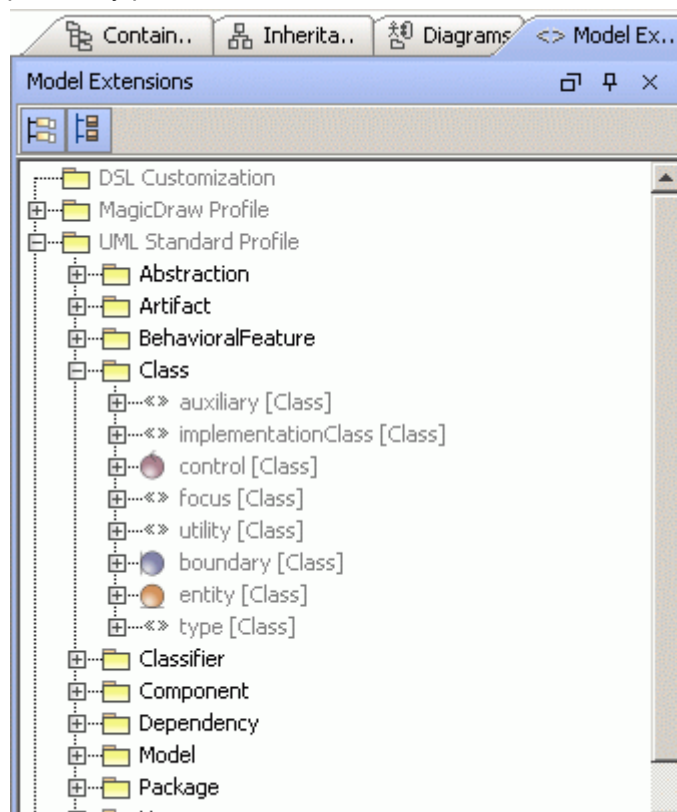 Contain.. Inherita.. Diagrams <> Model Ex..
Model Extensions
DSL Customization
MagicDraw Profile
UML Standard Profile
Abstraction
Artifact
BehavioralFeature
Class
«» auxiliary [Class]
«» implementationClass [Class]
control [Class]
«» focus [Class]
«» utility [Class]
boundary [Class]
entity [Class]
«» type [Class]
Classifier
Component
Dependency
Model
Package